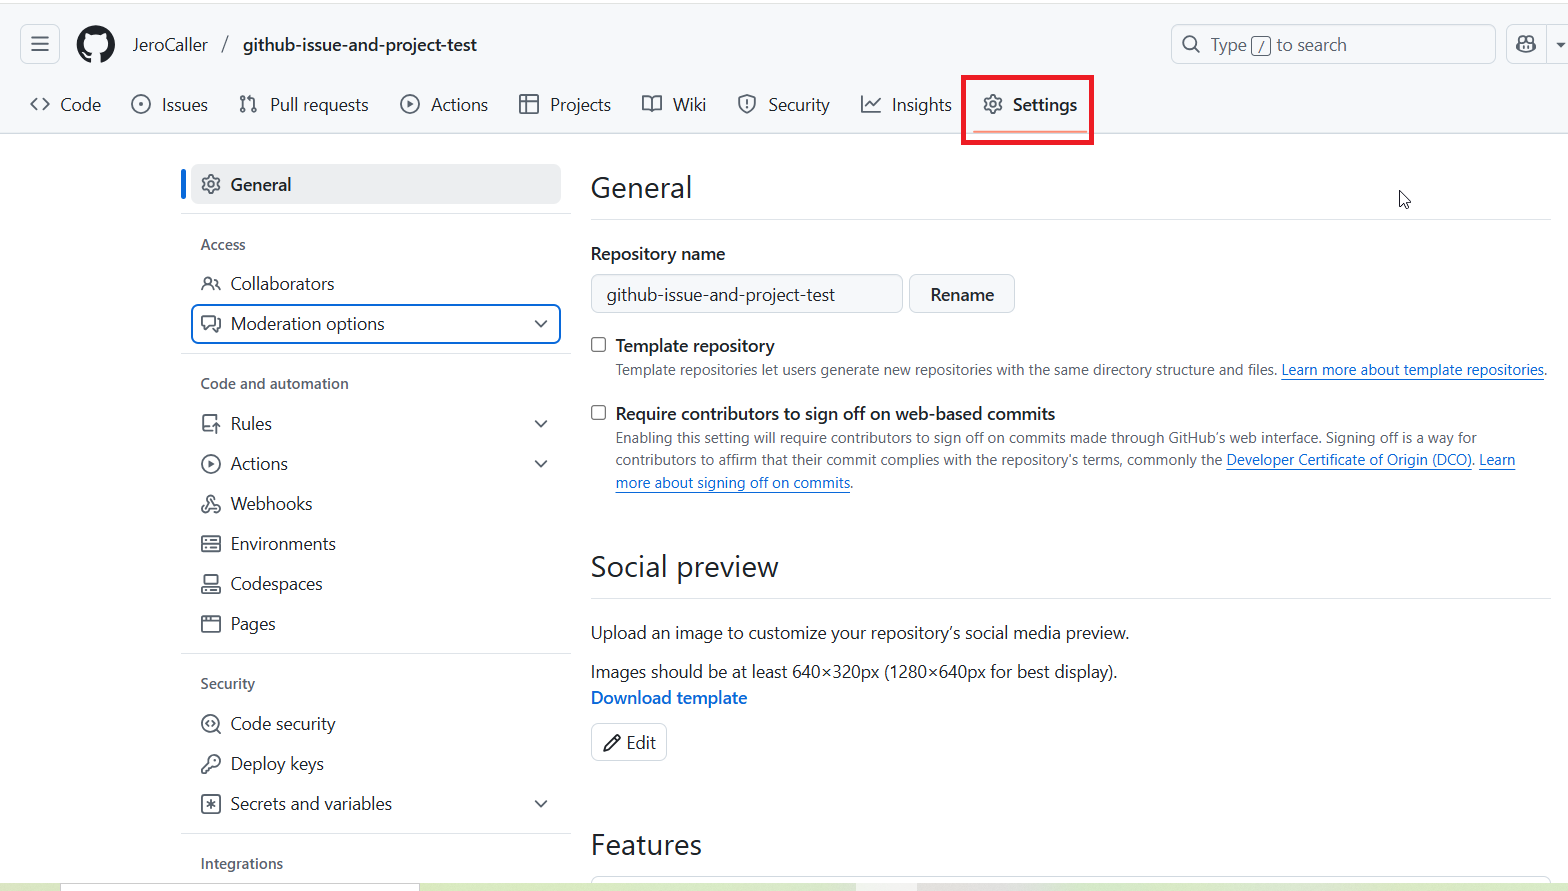 JeroCaller / github-issue-and-project-test
Type / to search
Code Issues Pull requests Actions Projects Wiki Security Insights Settings
General
Access
Collaborators
Moderation options
Code and automation
Rules
Actions
Webhooks
Environments
Codespaces
Pages
Security
Code security
Deploy keys
Secrets and variables
Integrations
General
Repository name
github-issue-and-project-test Rename
Template repository
Template repositories let users generate new repositories with the same directory structure and files. Learn more about template repositories.
Require contributors to sign off on web-based commits
Enabling this setting will require contributors to sign off on commits made through GitHub’s web interface. Signing off is a way for
contributors to affirm that their commit complies with the repository's terms, commonly the Developer Certificate of Origin (DCO). Learn
more about signing off on commits.
Social preview
Upload an image to customize your repository’s social media preview.
Images should be at least 640×320px (1280×640px for best display).
Download template
Edit
Features